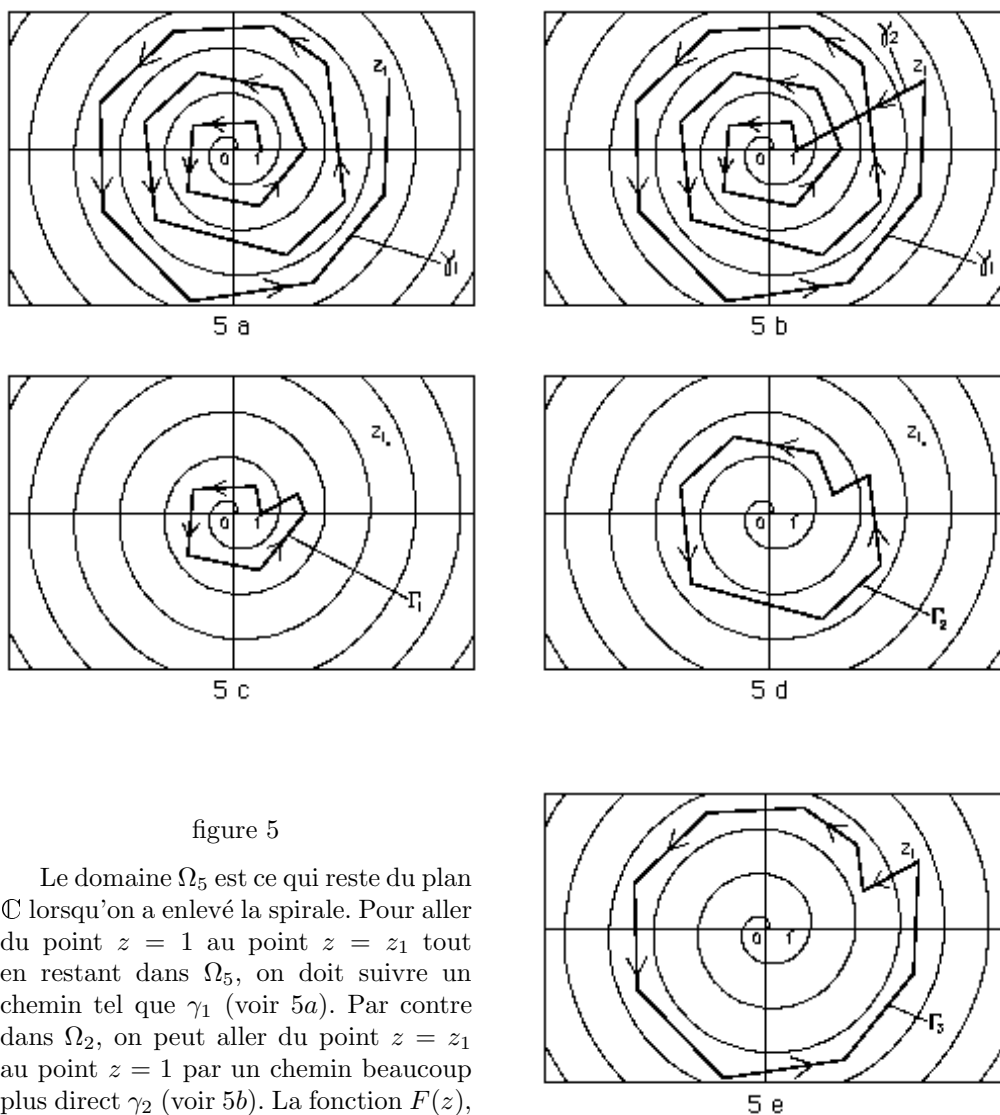 z₁
0 1
γ₁
5 a
γ₂
z₁
0 1
γ₁
5 b
z₁
0 1
Γ₁
5 c
z₁
0 1
Γ₂
5 d
figure 5
Le domaine Ω₅ est ce qui reste du plan
ℂ lorsqu'on a enlevé la spirale. Pour aller
du point z = 1 au point z = z₁ tout
en restant dans Ω₅, on doit suivre un
chemin tel que γ₁ (voir 5a). Par contre
dans Ω₂, on peut aller du point z = z₁
au point z = 1 par un chemin beaucoup
plus direct γ₂ (voir 5b). La fonction F(z),
z₁
0 1
Γ₃
5 e